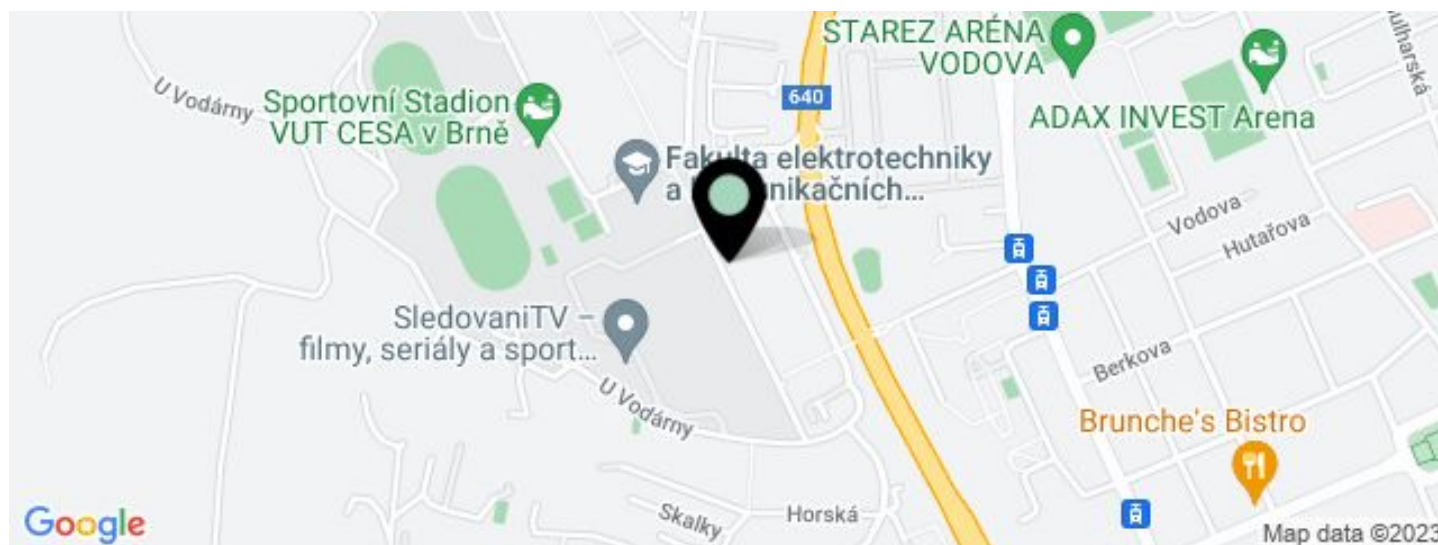 U Vodárny
Sportovní Stadion
VUT CESA v Brně
640
STAREZ ARÉNA
VODOVA
ADAX INVEST Arena
Fakulta elektrotechniky
a
unikačních...
Vodova
Hutařova
SledovaniTV –
filmy, seriály a sport...
U Vodárny
Berkova
Brunche's Bistro
Skalky
Horská
Google
Map data ©2023